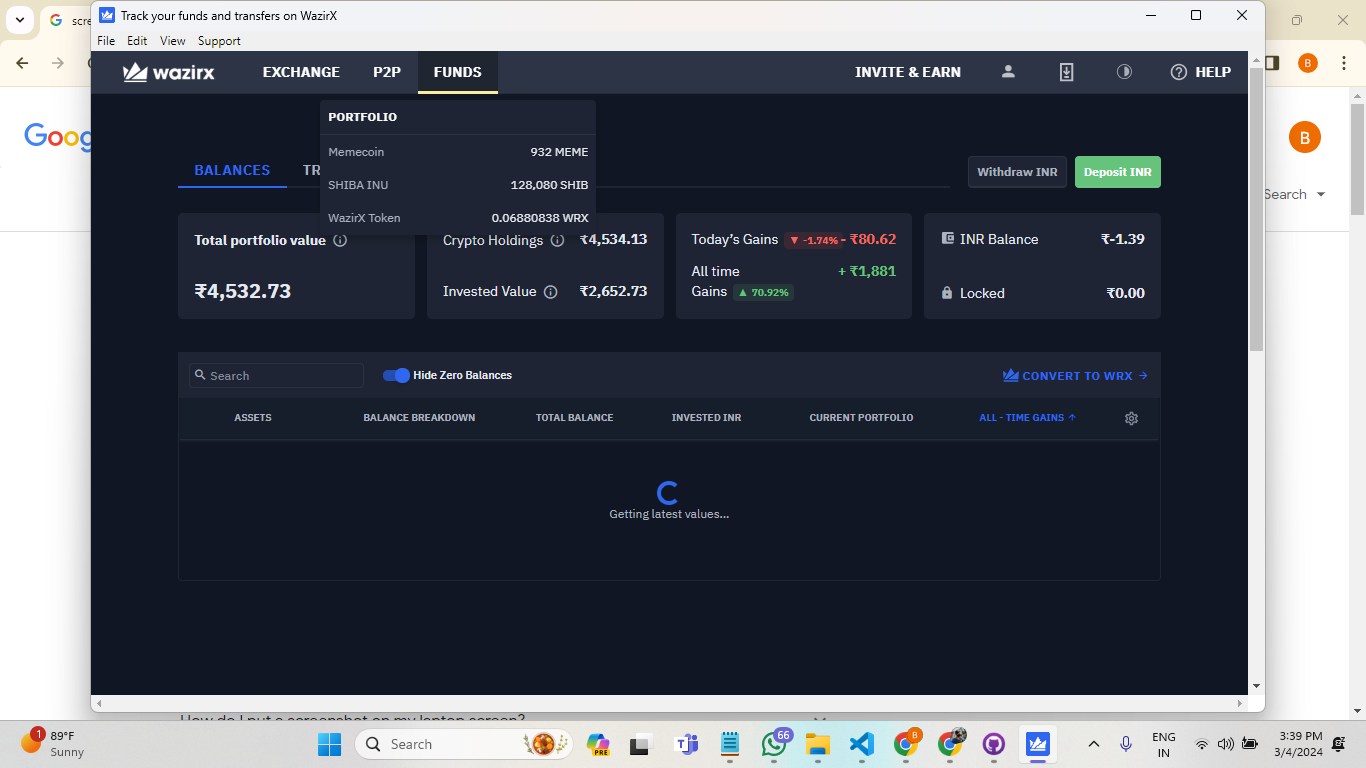 scre
Track your funds and transfers on WazirX
File Edit View Support
wazirx EXCHANGE P2P FUNDS INVITE & EARN HELP
B
PORTFOLIO
Memecoin 932 MEME
SHIBA INU 128,080 SHIB
WazirX Token 0.06880838 WRX
Goog
B
Search
BALANCES TR
Withdraw INR Deposit INR
Total portfolio value
₹4,532.73
Crypto Holdings ₹4,534.13
Invested Value ₹2,652.73
Today's Gains ▼ -1.74% - ₹80.62
All time + ₹1,881
Gains ▲ 70.92%
INR Balance ₹-1.39
Locked ₹0.00
Search Hide Zero Balances CONVERT TO WRX →
ASSETS BALANCE BREAKDOWN TOTAL BALANCE INVESTED INR CURRENT PORTFOLIO ALL - TIME GAINS ↑
Getting latest values...
How do I put a screenshot on my laptop screen?
1 89°F
Sunny
Search
PRE
66
B
ENG
IN
3:39 PM
3/4/2024